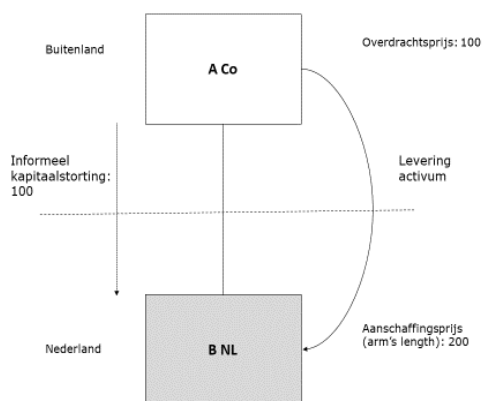 Buitenland
A Co
Overdrachtsprijs: 100
Informeel
kapitaalstorting:
100
Levering
activum
Nederland
B NL
Aanschaffingsprijs
(arm's length): 200